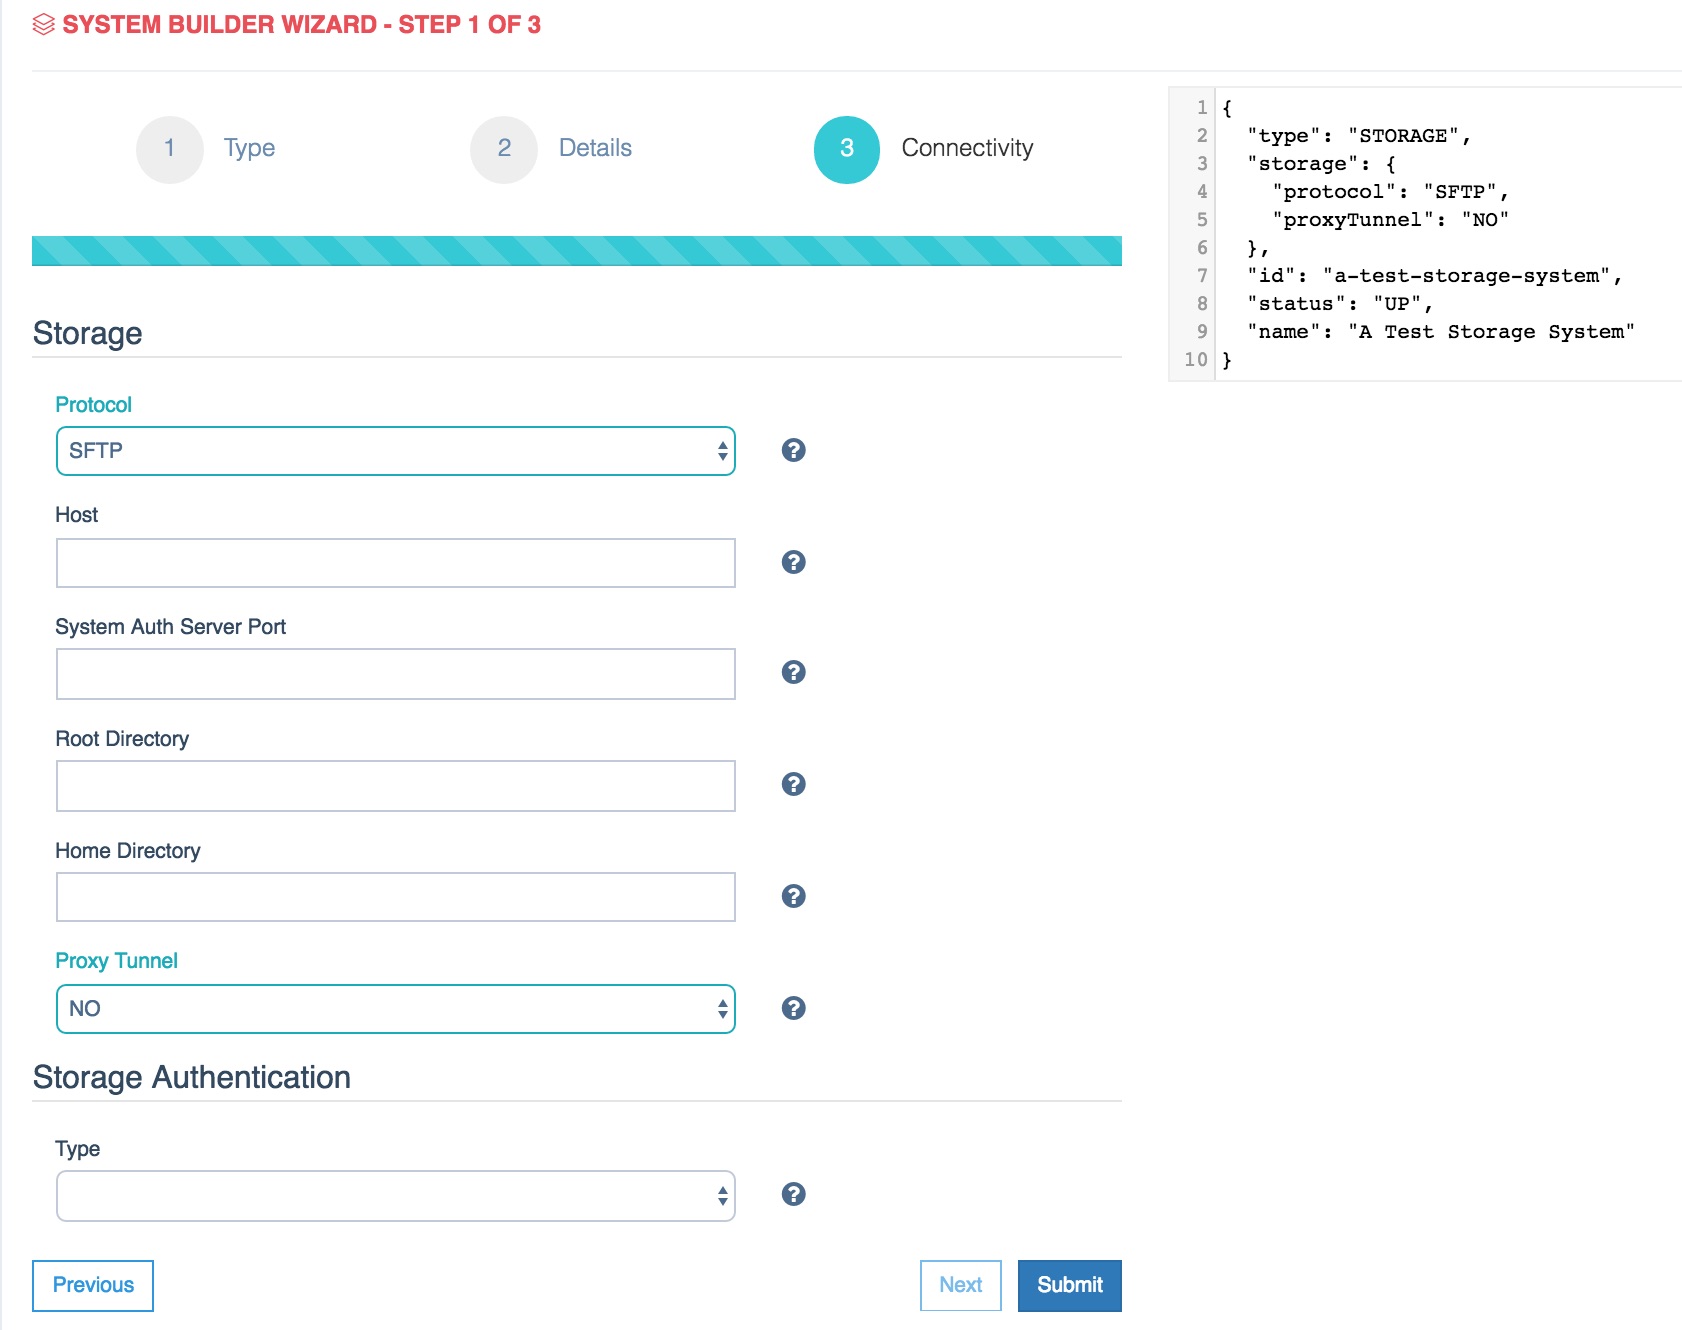 SYSTEM BUILDER WIZARD - STEP 1 OF 3
1 Type
2 Details
3 Connectivity
Storage
Protocol
SFTP
?
Host
?
System Auth Server Port
?
Root Directory
?
Home Directory
?
Proxy Tunnel
NO
?
Storage Authentication
Type
?
Previous
Next
Submit
1 {
2 "type": "STORAGE",
3 "storage": {
4 "protocol": "SFTP",
5 "proxyTunnel": "NO"
6 },
7 "id": "a-test-storage-system",
8 "status": "UP",
9 "name": "A Test Storage System"
10 }